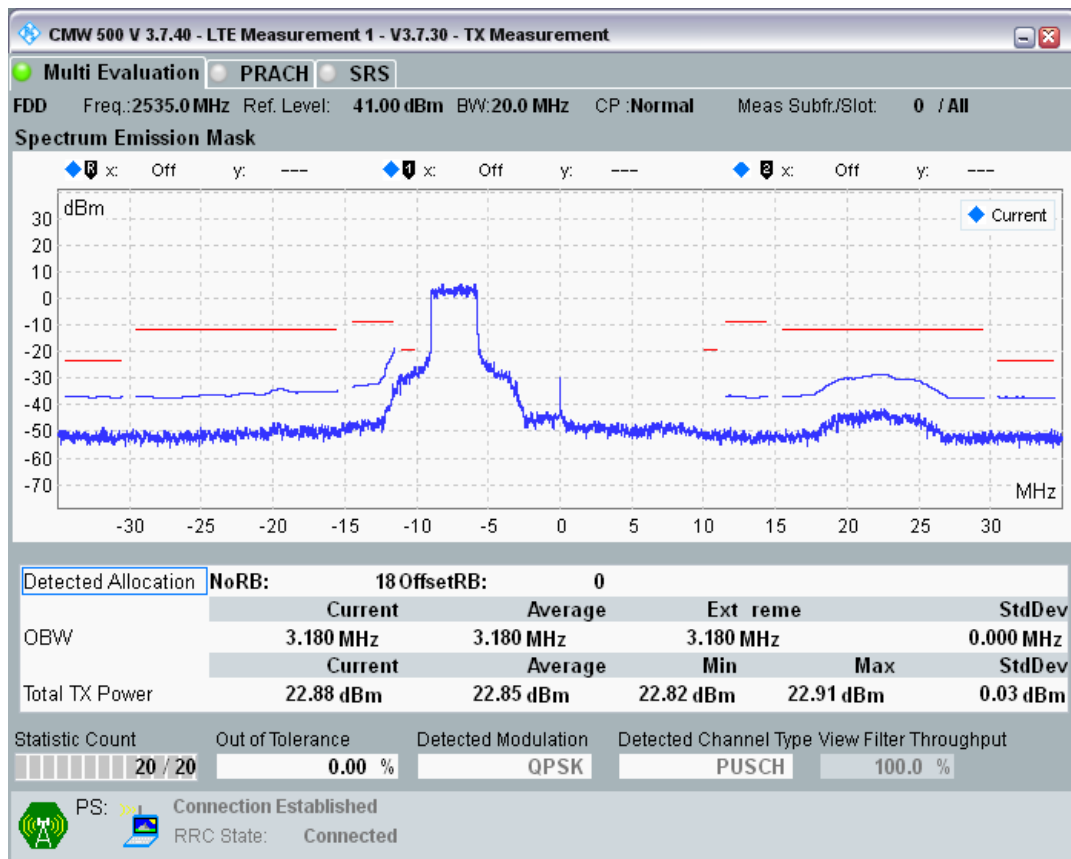 CMW 500 V 3.7.40 - LTE Measurement 1 - V3.7.30 - TX Measurement
Multi Evaluation PRACH SRS
FDD Freq.:2535.0 MHz Ref. Level: 41.00 dBm BW:20.0 MHz CP :Normal Meas Subfr./Slot: 0 / All
Spectrum Emission Mask
R x: Off y: --- 1 x: Off y: --- 2 x: Off y: ---
dBm
Current
30
20
10
0
-10
-20
-30
-40
-50
-60
-70
MHz
-30 -25 -20 -15 -10 -5 0 5 10 15 20 25 30
Detected Allocation NoRB: 18 OffsetRB: 0
Current Average Ext reme StdDev
OBW 3.180 MHz 3.180 MHz 3.180 MHz 0.000 MHz
Current Average Min Max StdDev
Total TX Power 22.88 dBm 22.85 dBm 22.82 dBm 22.91 dBm 0.03 dBm
Statistic Count Out of Tolerance Detected Modulation Detected Channel Type View Filter Throughput
20 / 20 0.00 % QPSK PUSCH 100.0 %
PS: Connection Established
RRC State: Connected